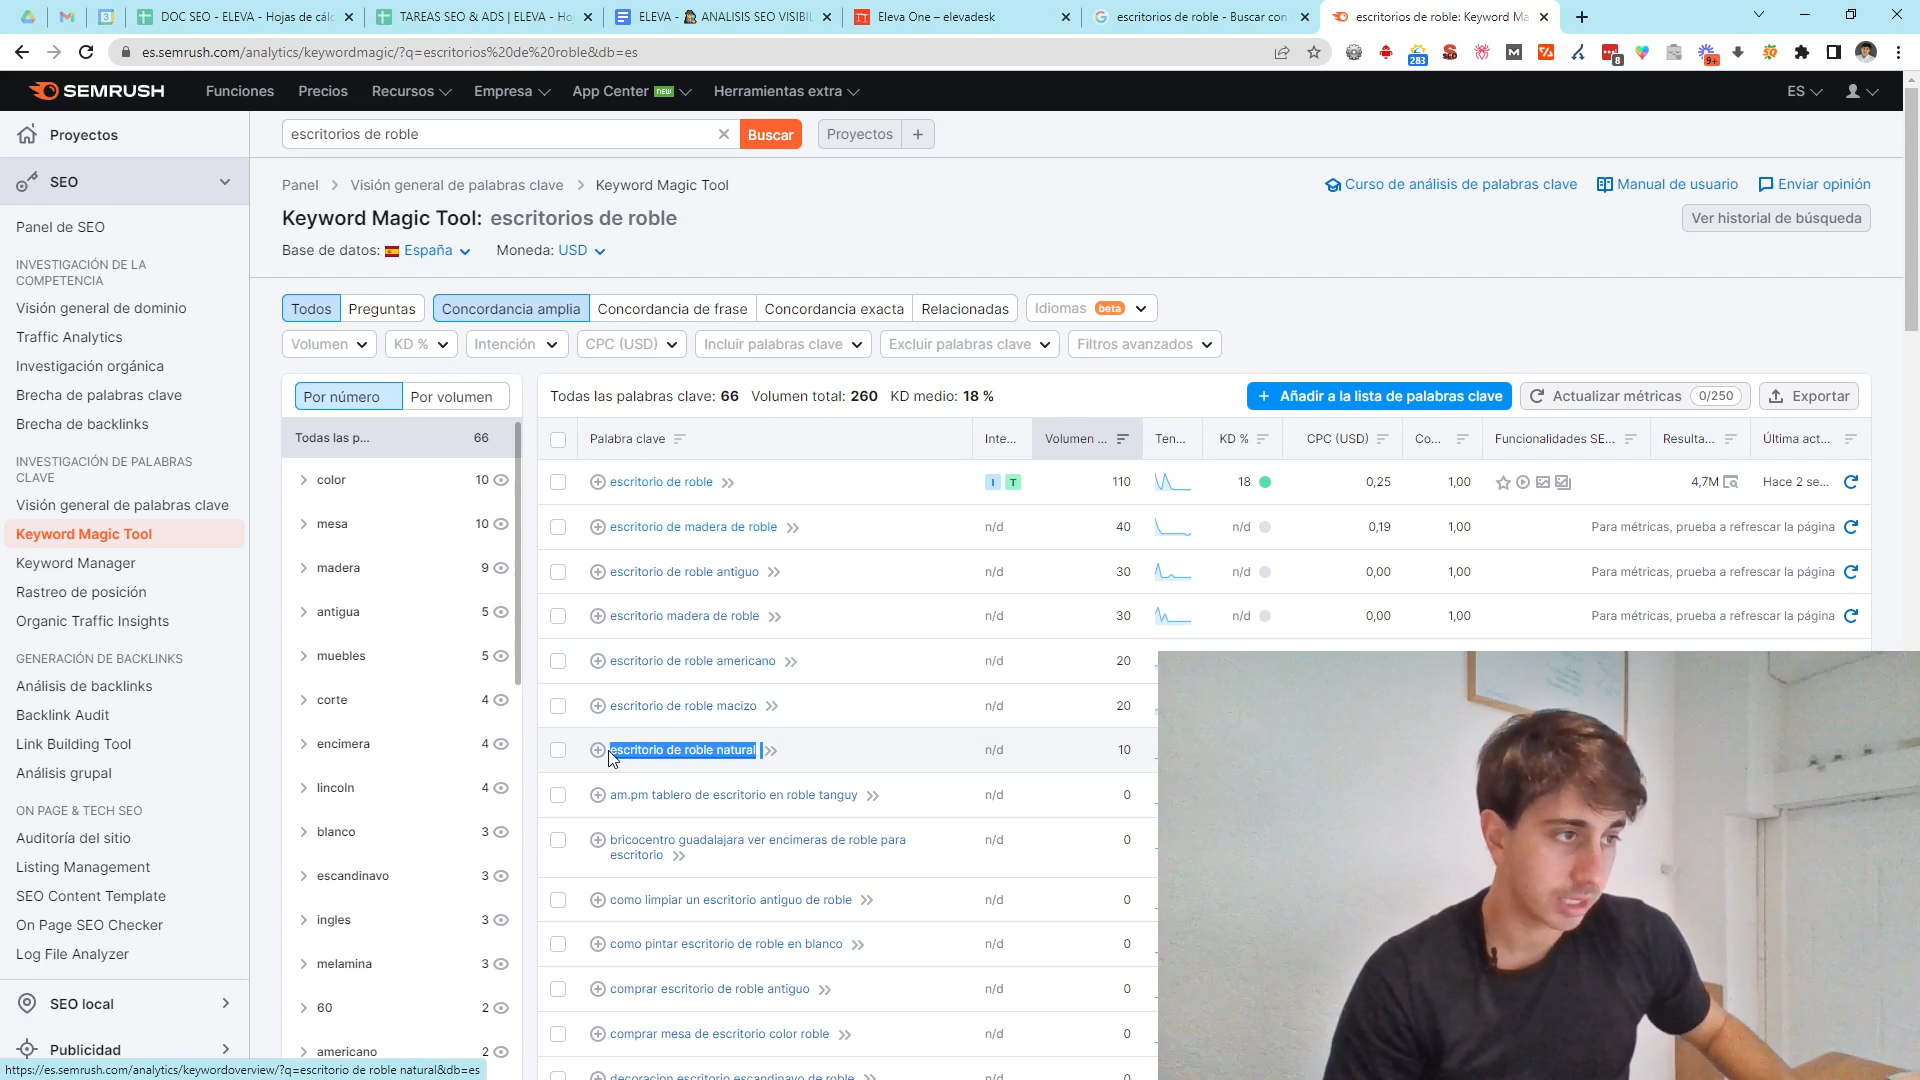 DOC SEO - ELEVA - Hojas de cálc
TAREAS SEO & ADS | ELEVA - Ho
ELEVA - ANALISIS SEO VISIBIL
Eleva One – elevadesk
escritorios de roble - Buscar con
escritorios de roble: Keyword Ma
es.semrush.com/analytics/keywordmagic/?q=escritorios%20de%20roble&db=es
283
8
9+
SEMRUSH
Funciones
Precios
Recursos
Empresa
App Center NEW
Herramientas extra
ES
Proyectos
escritorios de roble
Buscar
Proyectos
+
SEO
Panel > Visión general de palabras clave > Keyword Magic Tool
Curso de análisis de palabras clave
Manual de usuario
Enviar opinión
Keyword Magic Tool: escritorios de roble
Ver historial de búsqueda
Base de datos: España
Moneda: USD
Panel de SEO
INVESTIGACIÓN DE LA
COMPETENCIA
Visión general de dominio
Traffic Analytics
Investigación orgánica
Brecha de palabras clave
Brecha de backlinks
INVESTIGACIÓN DE PALABRAS
CLAVE
Visión general de palabras clave
Keyword Magic Tool
Keyword Manager
Rastreo de posición
Organic Traffic Insights
GENERACIÓN DE BACKLINKS
Análisis de backlinks
Backlink Audit
Link Building Tool
Análisis grupal
ON PAGE & TECH SEO
Auditoría del sitio
Listing Management
SEO Content Template
On Page SEO Checker
Log File Analyzer
SEO local
Publicidad
Todos
Preguntas
Concordancia amplia
Concordancia de frase
Concordancia exacta
Relacionadas
Idiomas beta
Volumen
KD %
Intención
CPC (USD)
Incluir palabras clave
Excluir palabras clave
Filtros avanzados
Por número
Por volumen
Todas las p... 66
color 10
mesa 10
madera 9
antigua 5
muebles 5
corte 4
encimera 4
lincoln 4
blanco 3
escandinavo 3
ingles 3
melamina 3
60 2
americano 2
Todas las palabras clave: 66 Volumen total: 260 KD medio: 18 %
+ Añadir a la lista de palabras clave
Actualizar métricas 0/250
Exportar
Palabra clave Inte... Volumen ... Ten... KD % CPC (USD) Co... Funcionalidades SE... Resulta... Última act...
escritorio de roble I T 110 18 0,25 1,00 4,7M Hace 2 se...
escritorio de madera de roble n/d 40 n/d 0,19 1,00 Para métricas, prueba a refrescar la página
escritorio de roble antiguo n/d 30 n/d 0,00 1,00 Para métricas, prueba a refrescar la página
escritorio madera de roble n/d 30 n/d 0,00 1,00 Para métricas, prueba a refrescar la página
escritorio de roble americano n/d 20
escritorio de roble macizo n/d 20
escritorio de roble natural n/d 10
am.pm tablero de escritorio en roble tanguy n/d 0
bricocentro guadalajara ver encimeras de roble para
escritorio n/d 0
como limpiar un escritorio antiguo de roble n/d 0
como pintar escritorio de roble en blanco n/d 0
comprar escritorio de roble antiguo n/d 0
comprar mesa de escritorio color roble n/d 0
decoracion escritorio escandinavo de roble n/d 0
https://es.semrush.com/analytics/keywordoverview/?q=escritorio de roble natural&db=es